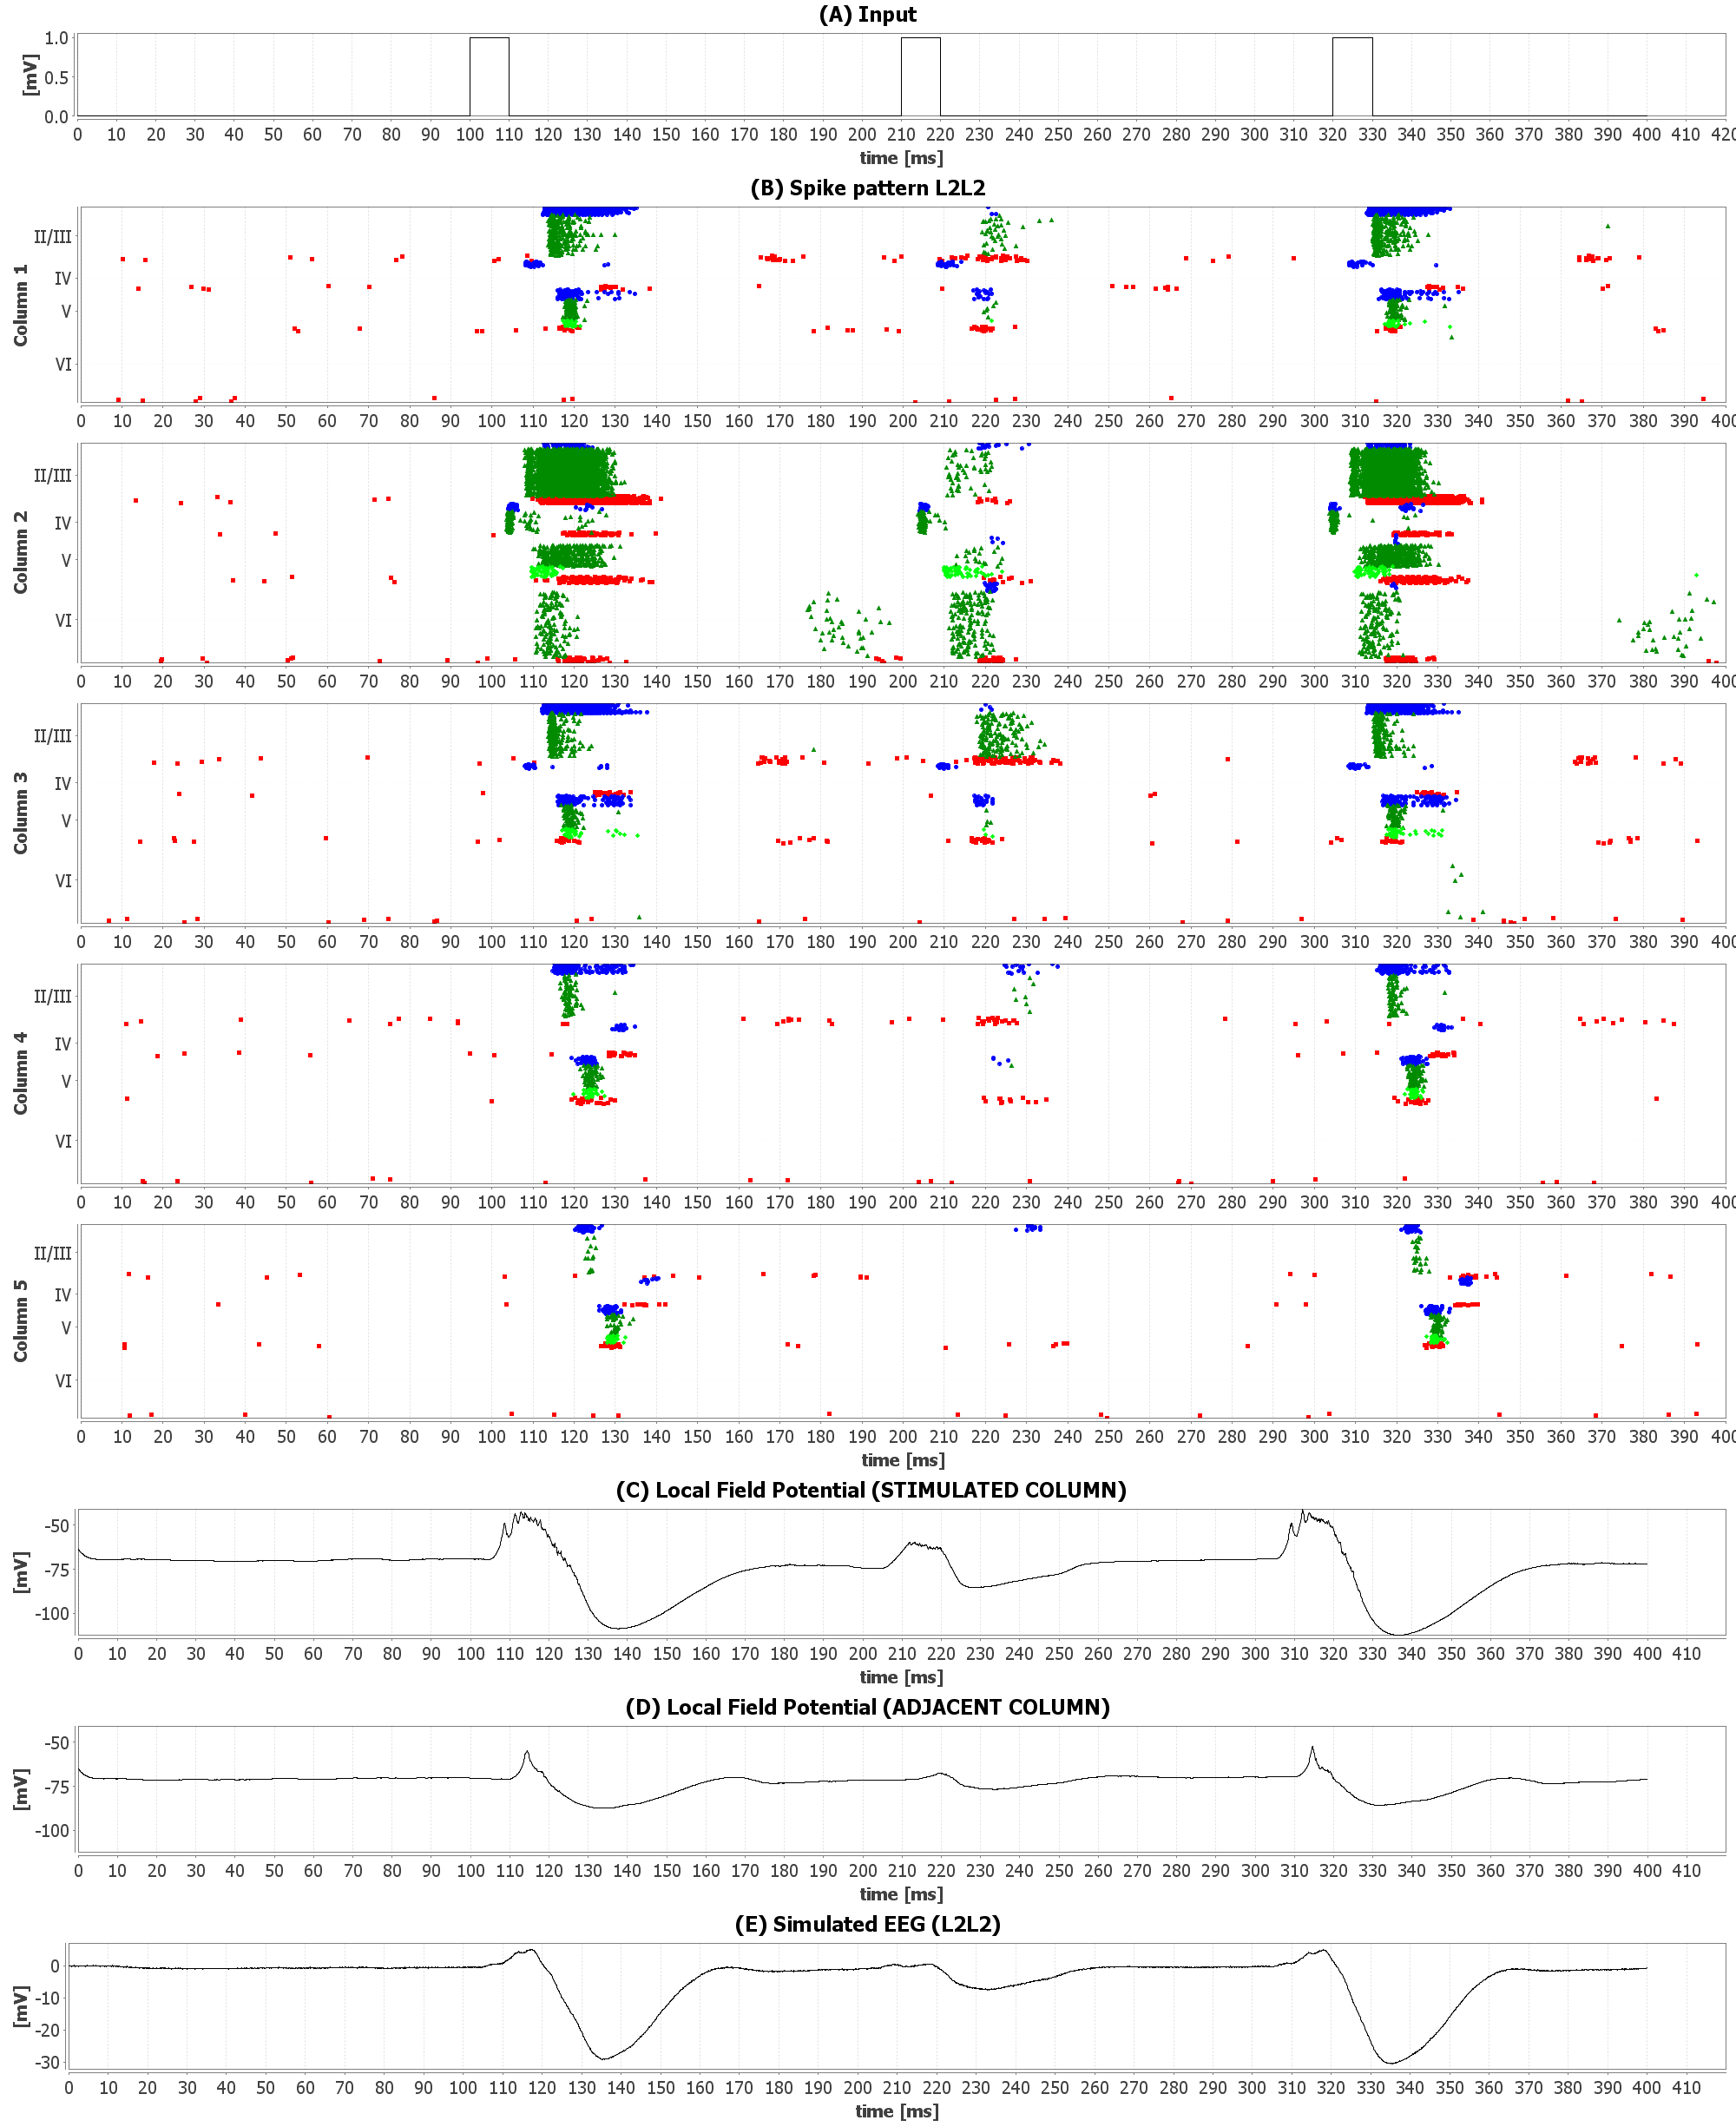 (A) Input
1.0
0.5
0.0
[mV]
0 10 20 30 40 50 60 70 80 90 100 110 120 130 140 150 160 170 180 190 200 210 220 230 240 250 260 270 280 290 300 310 320 330 340 350 360 370 380 390 400 410 420
time [ms]
(B) Spike pattern L2L2
Column 1
II/III
IV
V
VI
0 10 20 30 40 50 60 70 80 90 100 110 120 130 140 150 160 170 180 190 200 210 220 230 240 250 260 270 280 290 300 310 320 330 340 350 360 370 380 390 400
Column 2
II/III
IV
V
VI
0 10 20 30 40 50 60 70 80 90 100 110 120 130 140 150 160 170 180 190 200 210 220 230 240 250 260 270 280 290 300 310 320 330 340 350 360 370 380 390 400
Column 3
II/III
IV
V
VI
0 10 20 30 40 50 60 70 80 90 100 110 120 130 140 150 160 170 180 190 200 210 220 230 240 250 260 270 280 290 300 310 320 330 340 350 360 370 380 390 400
Column 4
II/III
IV
V
VI
0 10 20 30 40 50 60 70 80 90 100 110 120 130 140 150 160 170 180 190 200 210 220 230 240 250 260 270 280 290 300 310 320 330 340 350 360 370 380 390 400
Column 5
II/III
IV
V
VI
0 10 20 30 40 50 60 70 80 90 100 110 120 130 140 150 160 170 180 190 200 210 220 230 240 250 260 270 280 290 300 310 320 330 340 350 360 370 380 390 400
time [ms]
(C) Local Field Potential (STIMULATED COLUMN)
-50
-75
-100
[mV]
0 10 20 30 40 50 60 70 80 90 100 110 120 130 140 150 160 170 180 190 200 210 220 230 240 250 260 270 280 290 300 310 320 330 340 350 360 370 380 390 400 410
time [ms]
(D) Local Field Potential (ADJACENT COLUMN)
-50
-75
-100
[mV]
0 10 20 30 40 50 60 70 80 90 100 110 120 130 140 150 160 170 180 190 200 210 220 230 240 250 260 270 280 290 300 310 320 330 340 350 360 370 380 390 400 410
time [ms]
(E) Simulated EEG (L2L2)
0
-10
-20
-30
[mV]
0 10 20 30 40 50 60 70 80 90 100 110 120 130 140 150 160 170 180 190 200 210 220 230 240 250 260 270 280 290 300 310 320 330 340 350 360 370 380 390 400 410
time [ms]